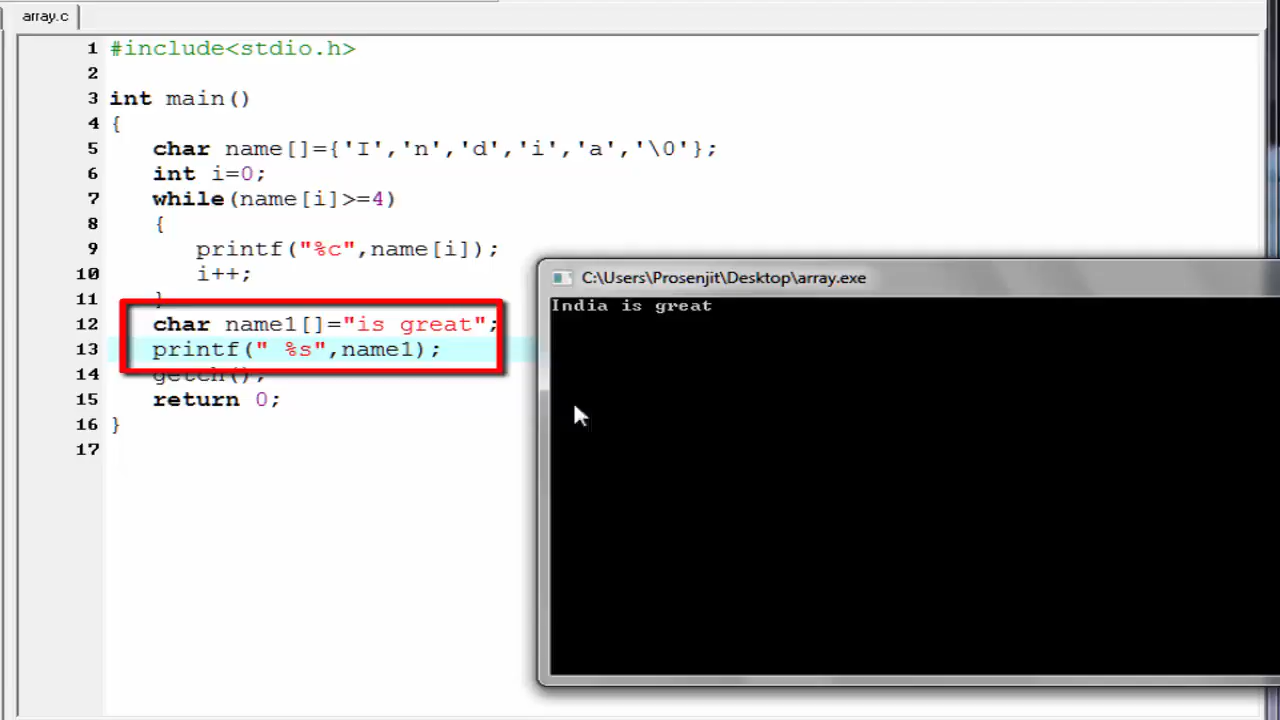 array.c
1 #include<stdio.h>
2
3 int main()
4 {
5 char name[]={'I','n','d','i','a','\0'};
6 int i=0;
7 while(name[i]>=4)
8 {
9 printf("%c",name[i]);
10 i++;
11 }
12 char name1[]="is great";
13 printf(" %s",name1);
14 getch();
15 return 0;
16 }
17
C:\Users\Prosenjit\Desktop\array.exe
India is great